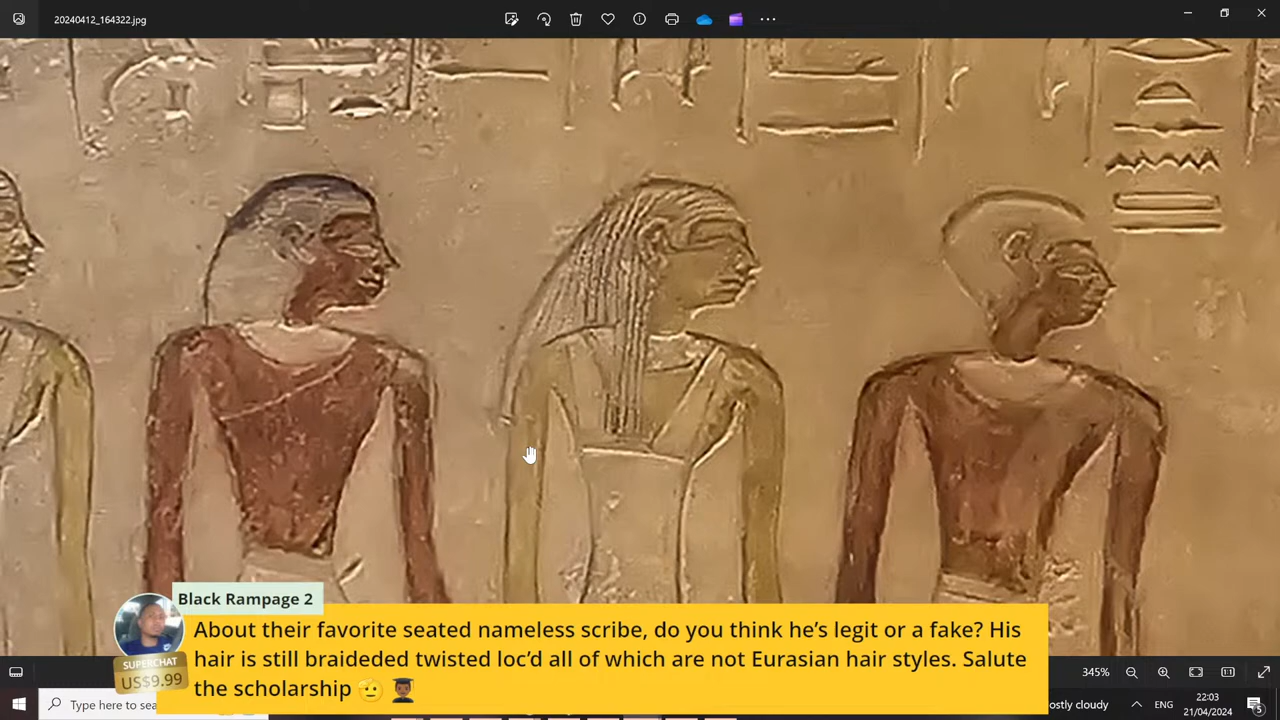 20240412_164322.jpg
Black Rampage 2
About their favorite seated nameless scribe, do you think he's legit or a fake? His
hair is still braideded twisted loc'd all of which are not Eurasian hair styles. Salute
the scholarship 🫡 👨🏾‍🎓
SUPERCHAT
US$9.99
345%
Type here to sea
ostly cloudy
ENG
22:03
21/04/2024
5